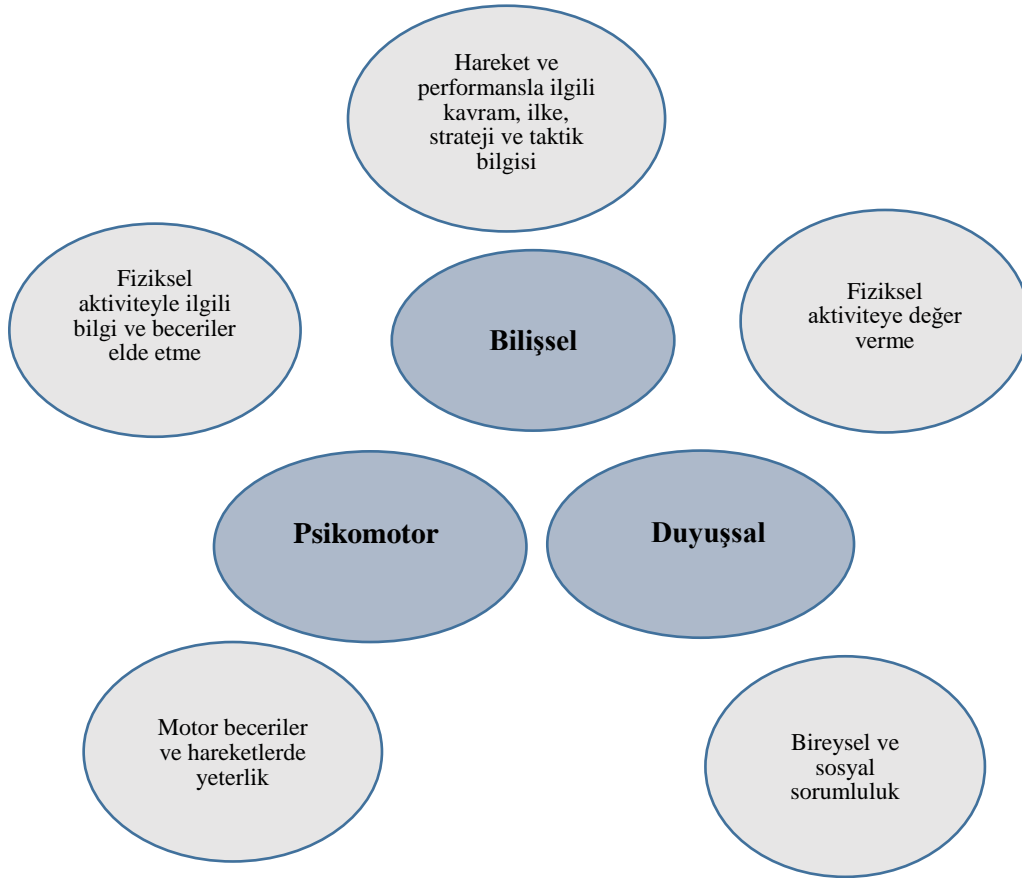 Hareket ve
performansla ilgili
kavram, ilke,
strateji ve taktik
bilgisi
Fiziksel
aktiviteyle ilgili
bilgi ve beceriler
elde etme
Bilişsel
Fiziksel
aktiviteye değer
verme
Psikomotor
Duyuşsal
Motor beceriler
ve hareketlerde
yeterlik
Bireysel ve
sosyal
sorumluluk